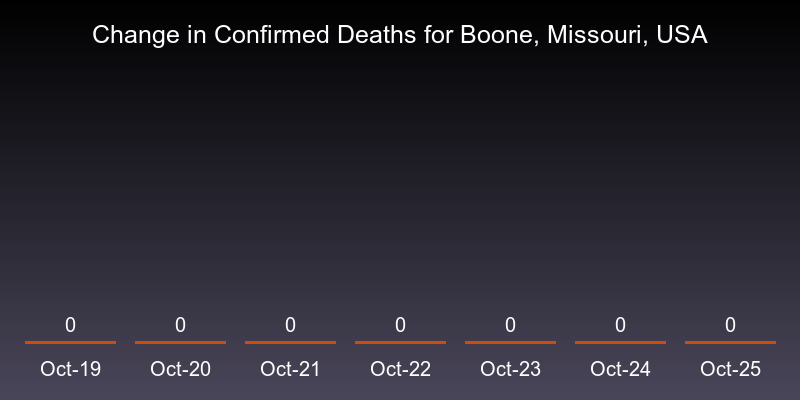 Change in Confirmed Deaths for Boone, Missouri, USA
0 0 0 0 0 0 0
Oct-19 Oct-20 Oct-21 Oct-22 Oct-23 Oct-24 Oct-25